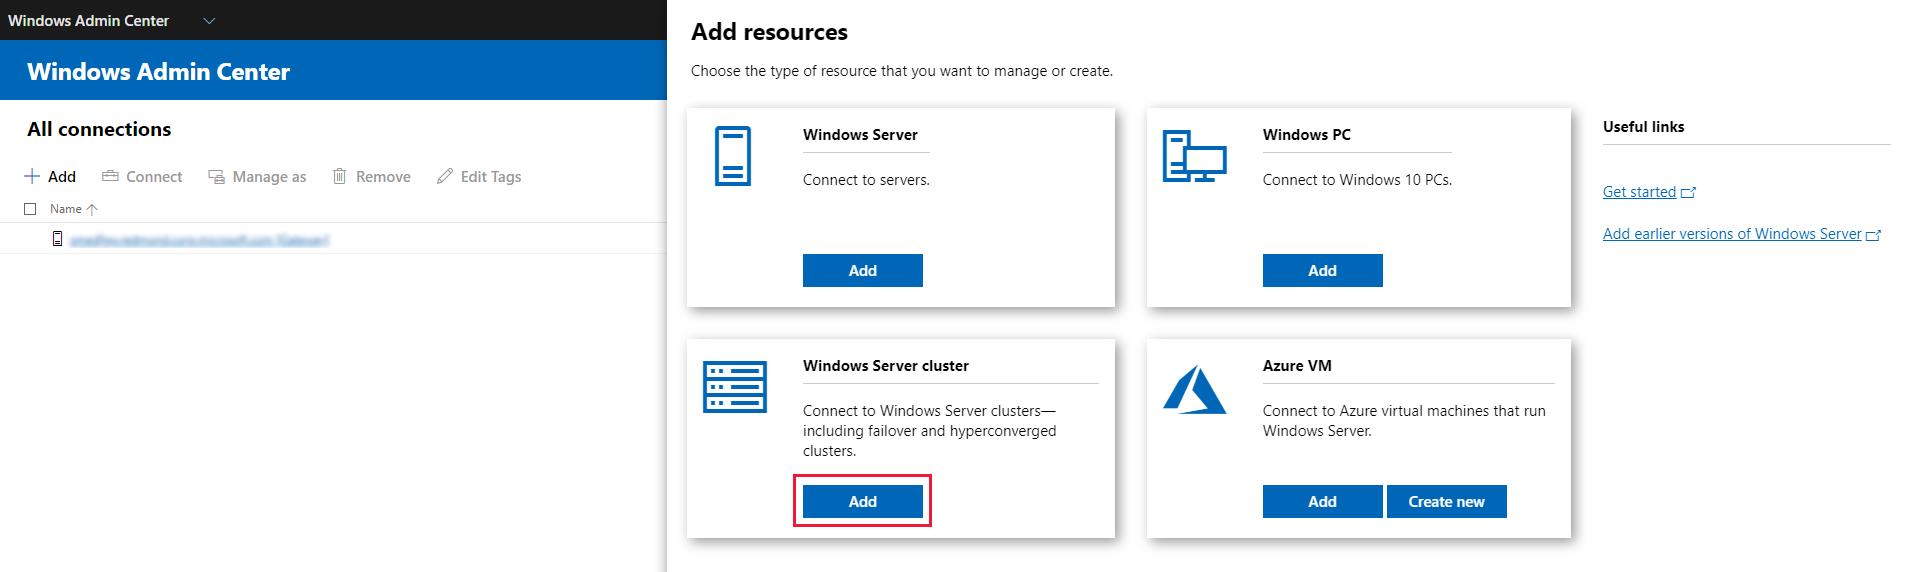 Windows Admin Center
Windows Admin Center
All connections
Add Connect Manage as Remove Edit Tags
Name
Add resources
Choose the type of resource that you want to manage or create.
Windows Server
Connect to servers.
Add
Windows PC
Connect to Windows 10 PCs.
Add
Windows Server cluster
Connect to Windows Server clusters—
including failover and hyperconverged
clusters.
Add
Azure VM
Connect to Azure virtual machines that run
Windows Server.
Add Create new
Useful links
Get started
Add earlier versions of Windows Server